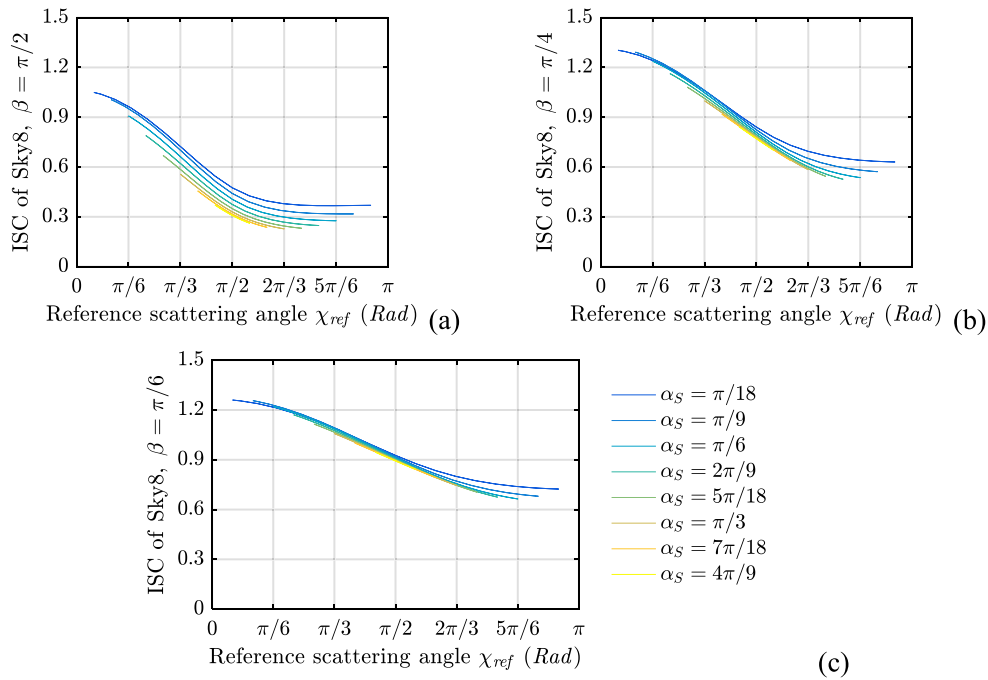 1.5
1.2
0.9
0.6
0.3
0
ISC of Sky8, β = π/2
0 π/6 π/3 π/2 2π/3 5π/6 π
Reference scattering angle χref (Rad) (a)
1.5
1.2
0.9
0.6
0.3
0
ISC of Sky8, β = π/4
0 π/6 π/3 π/2 2π/3 5π/6 π
Reference scattering angle χref (Rad) (b)
1.5
1.2
0.9
0.6
0.3
0
ISC of Sky8, β = π/6
0 π/6 π/3 π/2 2π/3 5π/6 π
Reference scattering angle χref (Rad)
αS = π/18
αS = π/9
αS = π/6
αS = 2π/9
αS = 5π/18
αS = π/3
αS = 7π/18
αS = 4π/9
(c)